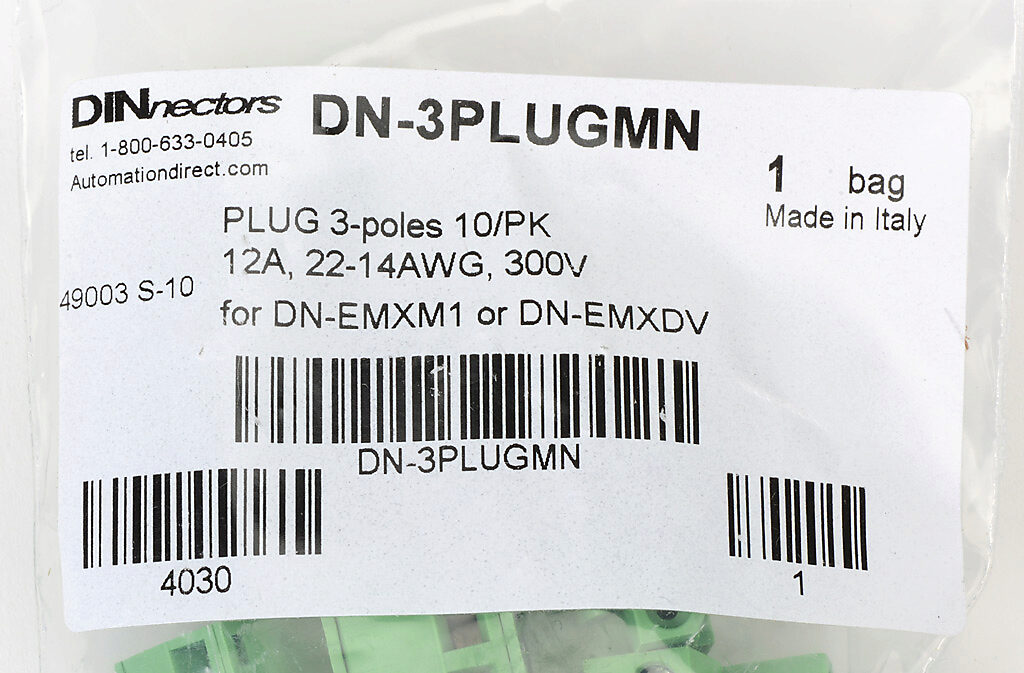 DINnectors
DN-3PLUGMN
tel. 1-800-633-0405
Automationdirect.com
1 bag
Made in Italy
PLUG 3-poles 10/PK
12A, 22-14AWG, 300V
49003 S-10
for DN-EMXM1 or DN-EMXDV
DN-3PLUGMN
4030
1